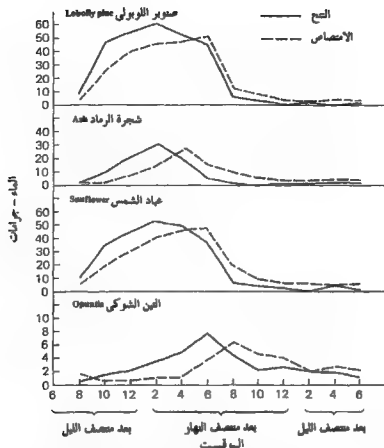 Loblolly pine صنوبر اللوبولي
النتح
الامتصاص
60
50
40
30
20
10
0
Ash شجرة الرماد
40
30
20
10
0
Sunflower عباد الشمس
60
50
40
30
20
10
0
Opuntia التين الشوكي
8
6
4
2
0
الماء - جرامات
6 8 10 12 2 4 6 8 10 12 2 4 6
بعد منتصف الليل بعد منتصف النهار بعد منتصف الليل
الوقت